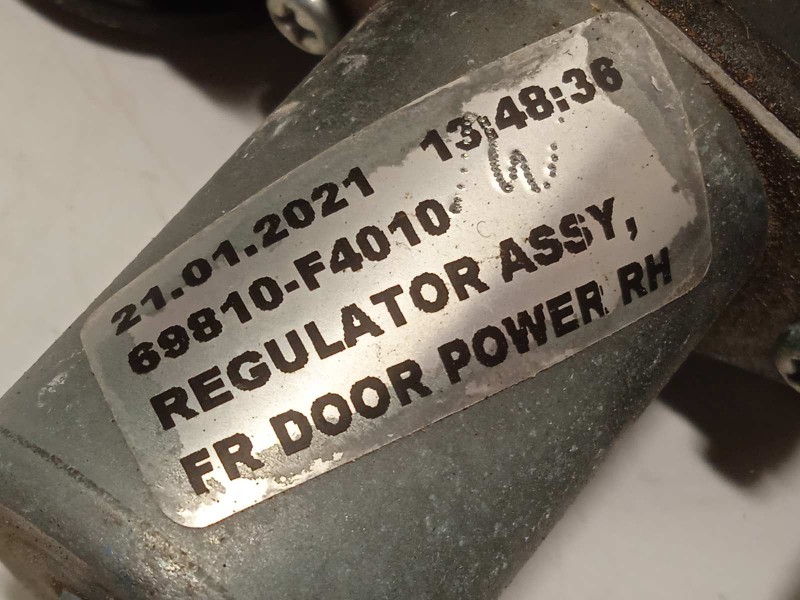 21.01.2021 13:48:36
69810-F4010-
REGULATOR ASSY,
FR DOOR POWER RH